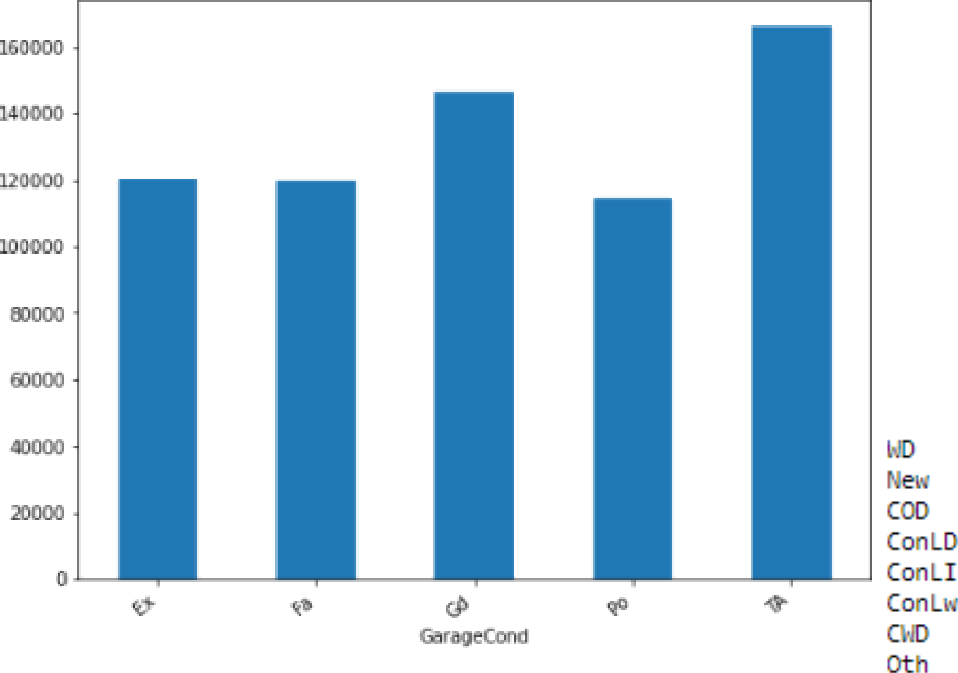 160000
140000
120000
100000
80000
60000
40000
20000
0
Ex
Fa
Gd
Po
TA
GarageCond
WD
New
COD
ConLD
ConLI
ConLw
CWD
Oth